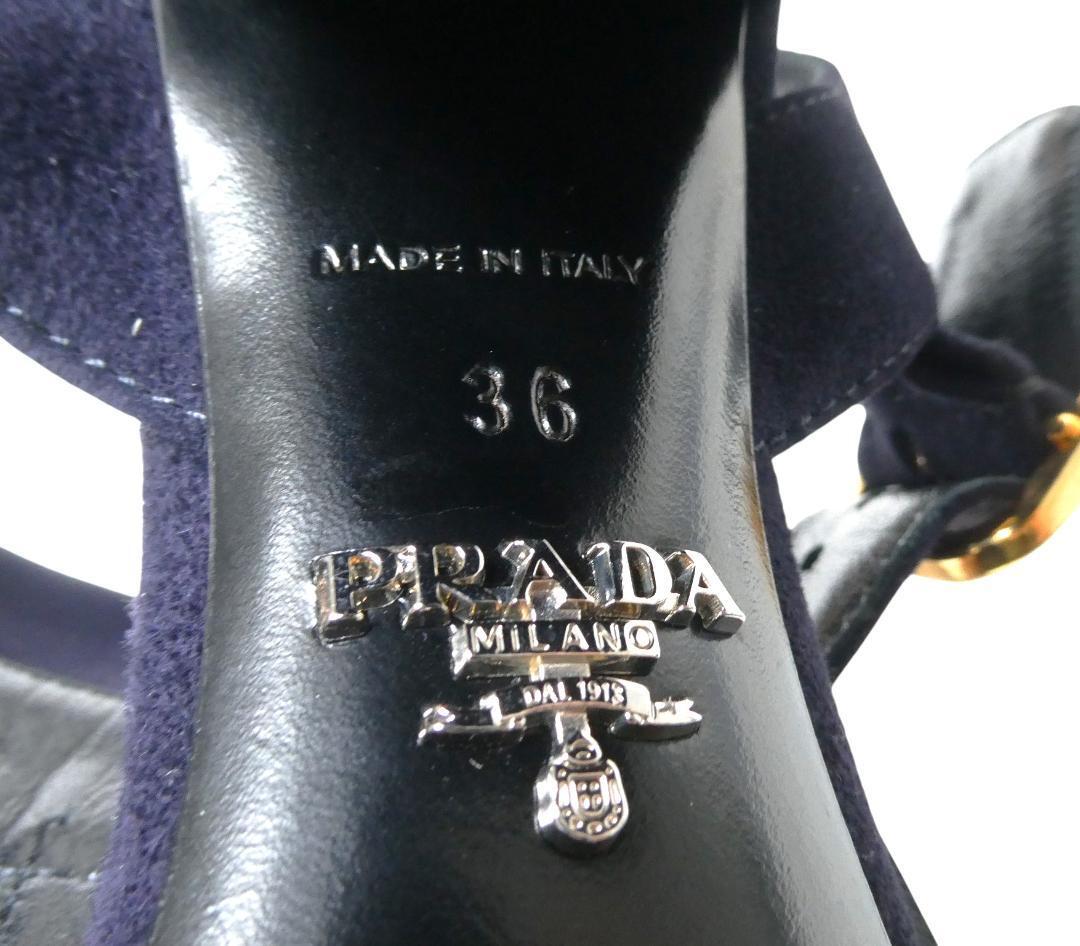 MADE IN ITALY
36
PRADA
MILANO
DAL 1913